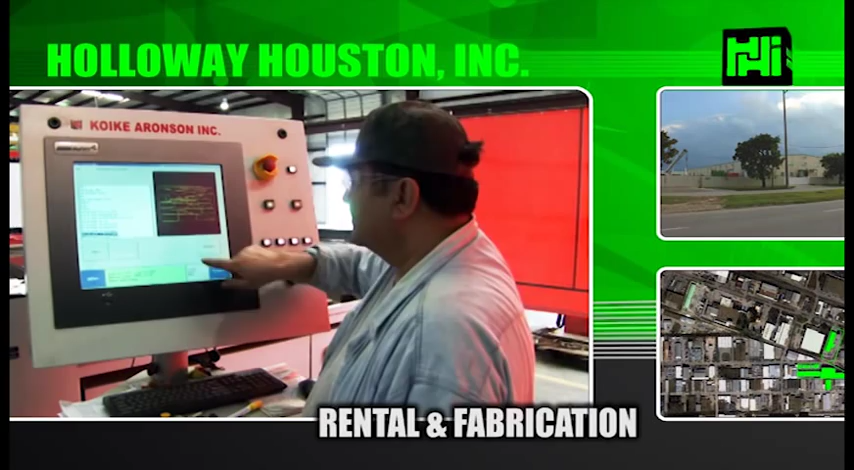 HOLLOWAY HOUSTON, INC.
HHi
KOIKE ARONSON INC.
RENTAL & FABRICATION